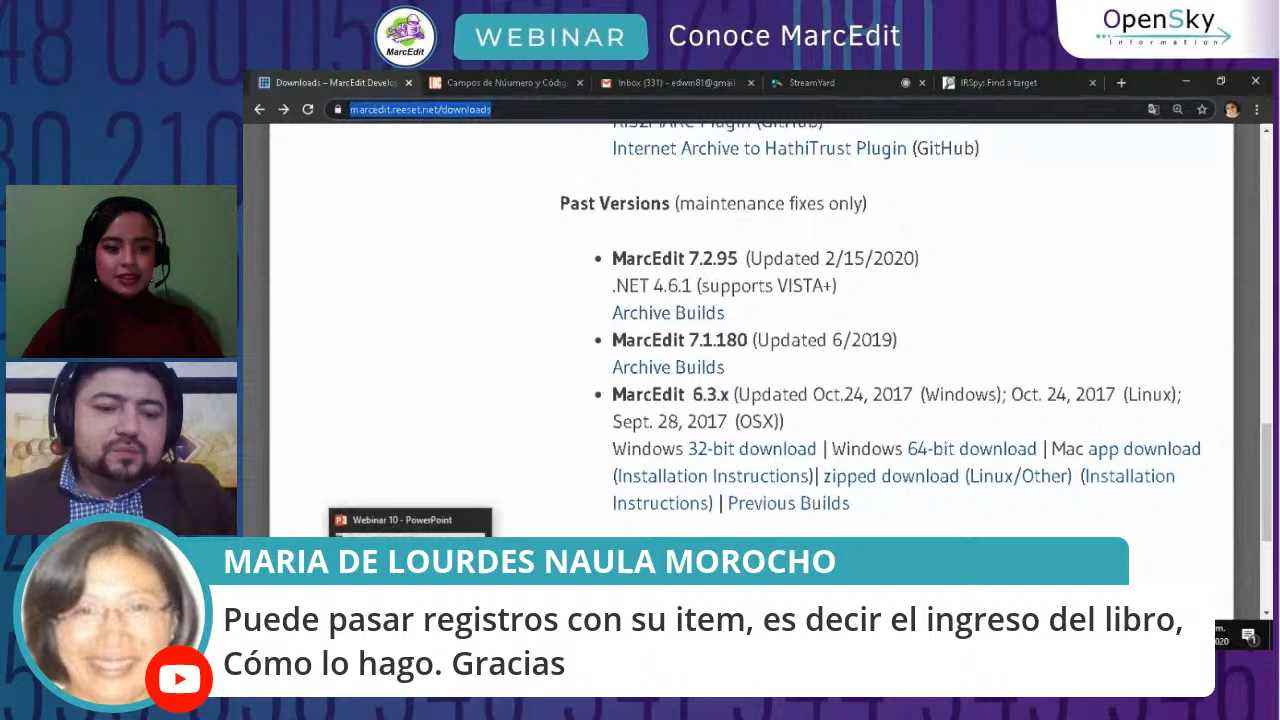 MarcEdit
WEBINAR
Conoce MarcEdit
OpenSky
Information
Downloads – MarcEdit Develo
Campos de Núumero y Códig
Inbox (331) - edwin81@gmail
StreamYard
IRSpy: Find a target
marcedit.reeset.net/downloads
RIS2MARC Plugin (GitHub)
Internet Archive to HathiTrust Plugin (GitHub)
Past Versions (maintenance fixes only)
MarcEdit 7.2.95 (Updated 2/15/2020)
.NET 4.6.1 (supports VISTA+)
Archive Builds
MarcEdit 7.1.180 (Updated 6/2019)
Archive Builds
MarcEdit 6.3.x (Updated Oct.24, 2017 (Windows); Oct. 24, 2017 (Linux);
Sept. 28, 2017 (OSX))
Windows 32-bit download | Windows 64-bit download | Mac app download
(Installation Instructions)| zipped download (Linux/Other) (Installation
Instructions) | Previous Builds
Webinar 10 - PowerPoint
MARIA DE LOURDES NAULA MOROCHO
Puede pasar registros con su item, es decir el ingreso del libro,
Cómo lo hago. Gracias